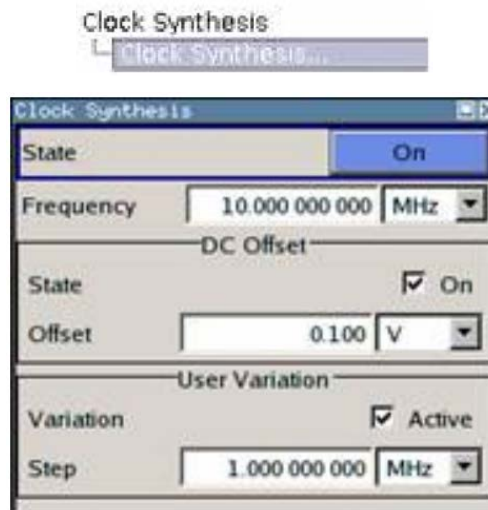 Clock Synthesis
Clock Synthesis...
Clock Synthesis
State On
Frequency 10.000 000 000 MHz
DC Offset
State On
Offset 0.100 V
User Variation
Variation Active
Step 1.000 000 000 MHz